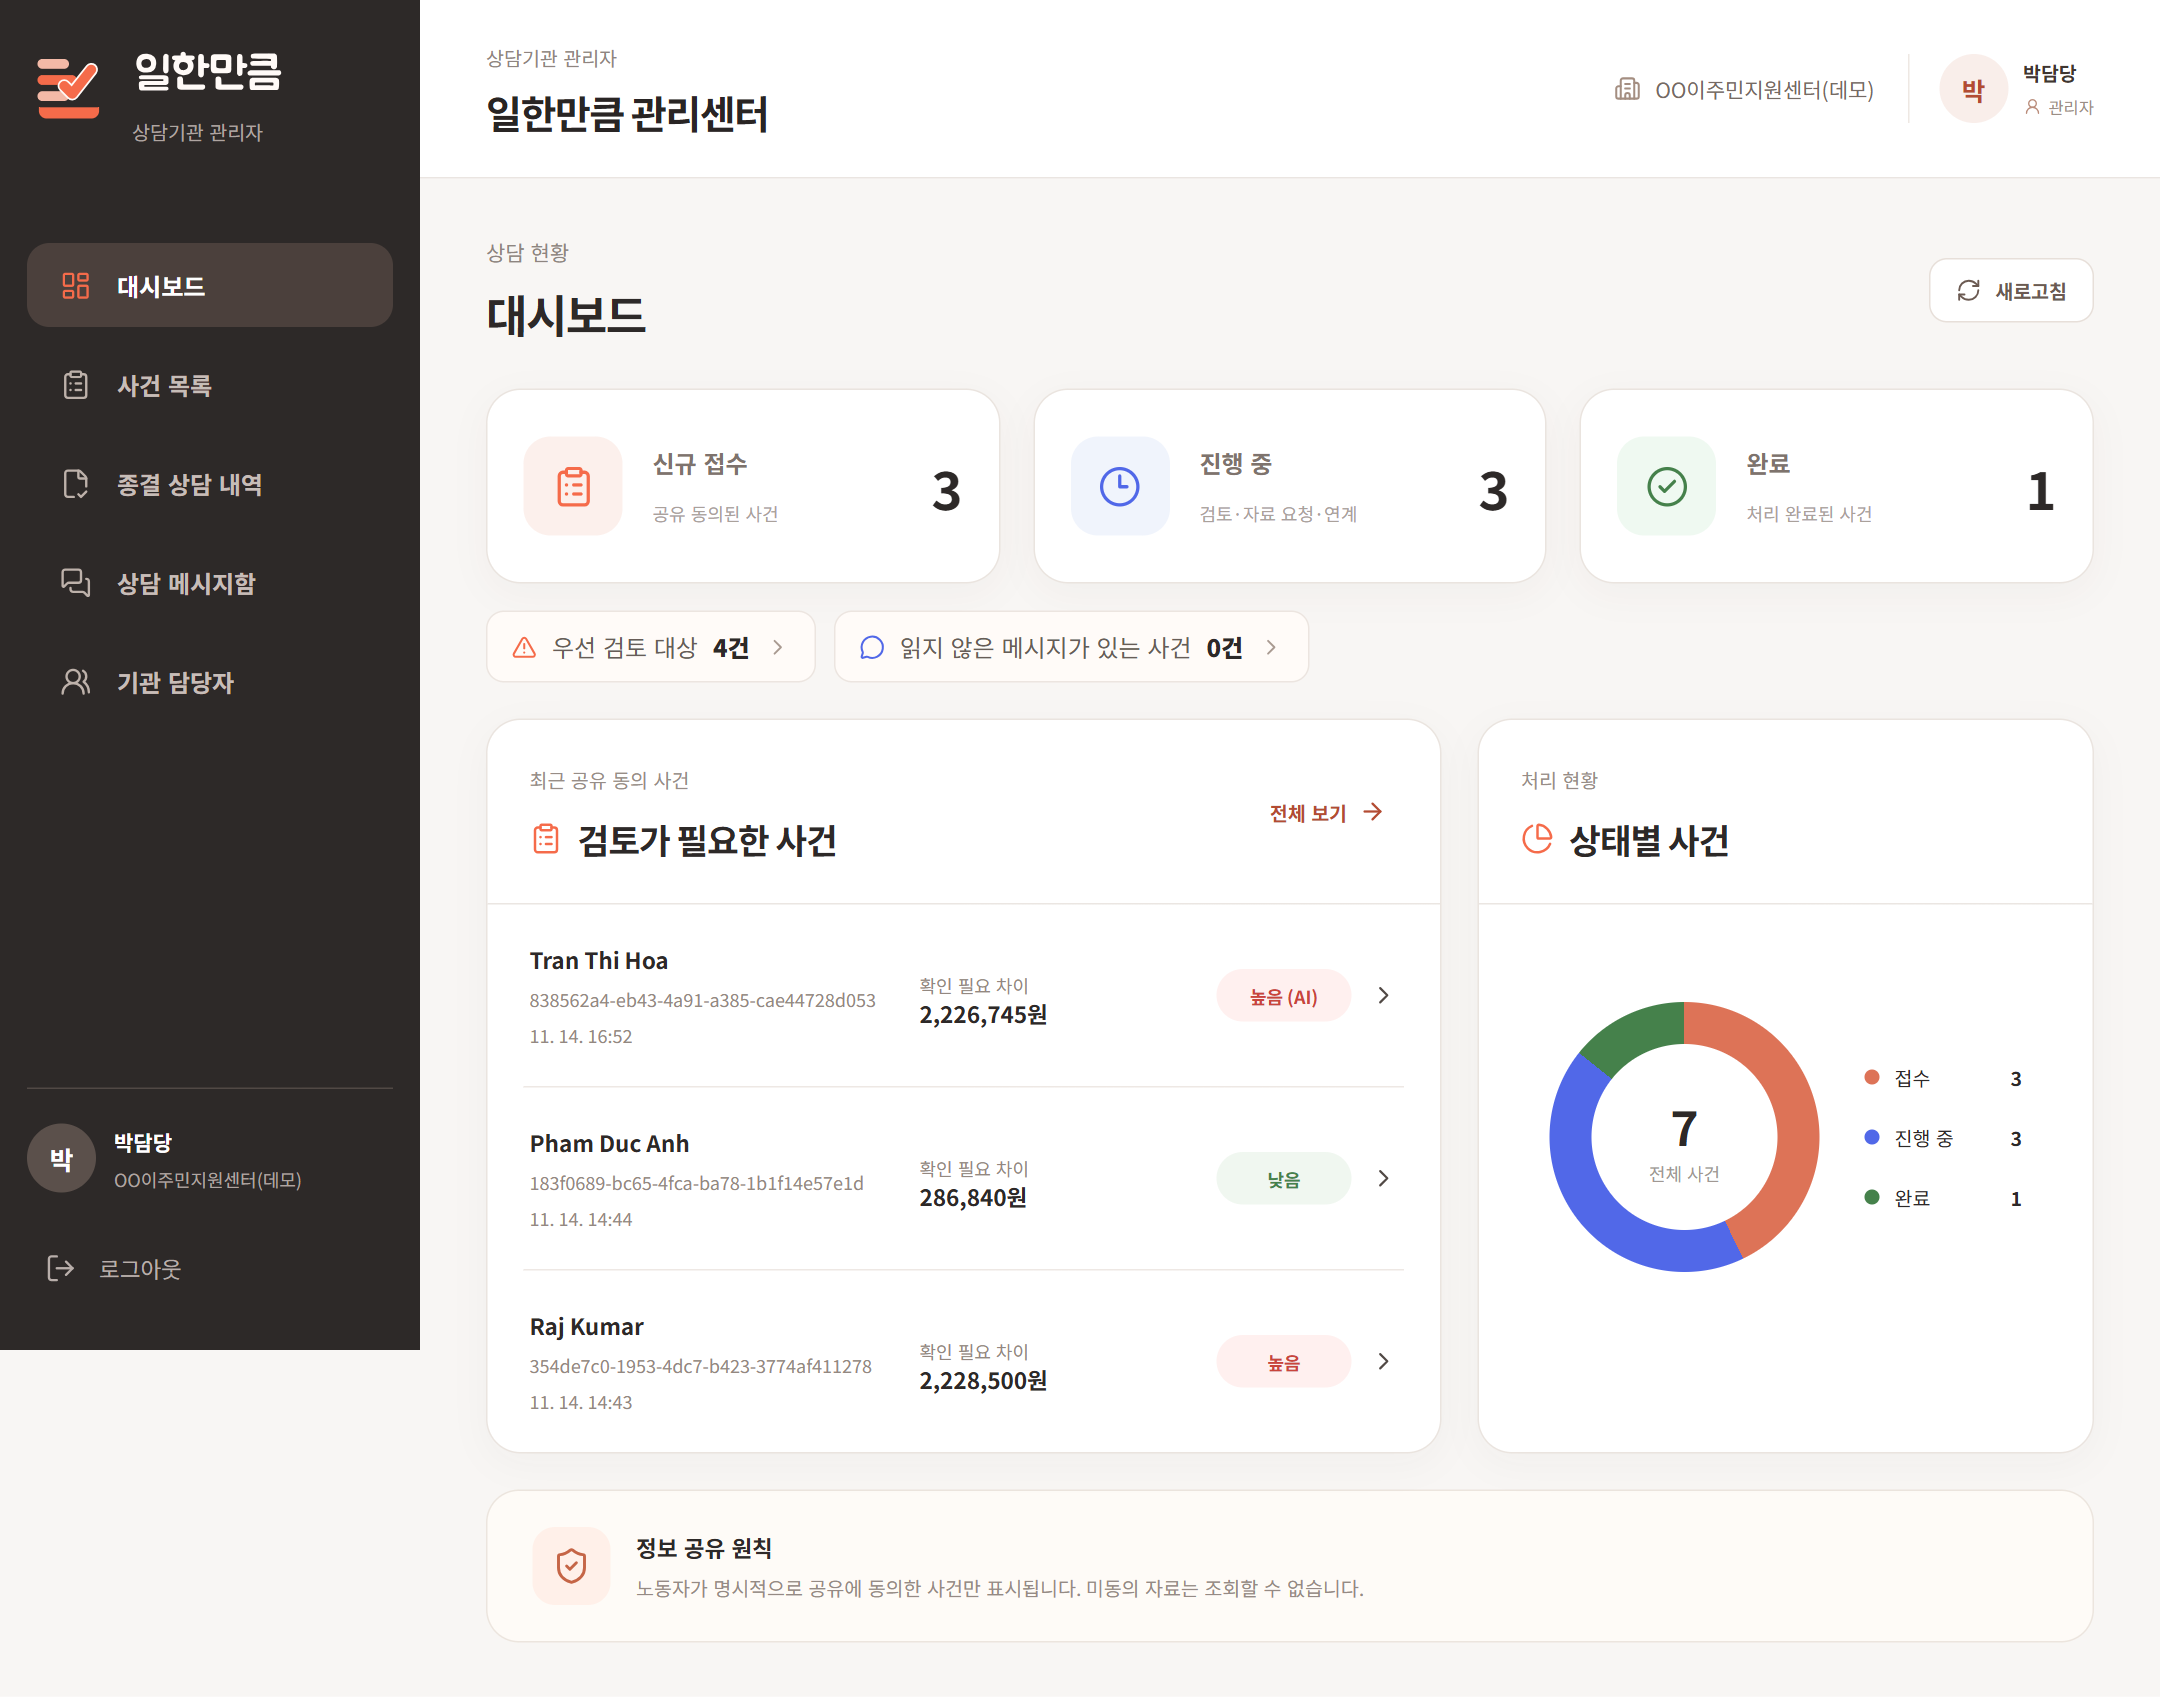 일한만큼
상담기관 관리자
대시보드
사건 목록
종결 상담 내역
상담 메시지함
기관 담당자
박
박담당
OO이주민지원센터(데모)
로그아웃
상담기관 관리자
일한만큼 관리센터
OO이주민지원센터(데모)
박
박담당
관리자
상담 현황
대시보드
새로고침
신규 접수
공유 동의된 사건
3
진행 중
검토·자료 요청·연계
3
완료
처리 완료된 사건
1
우선 검토 대상 4건
읽지 않은 메시지가 있는 사건 0건
최근 공유 동의 사건
검토가 필요한 사건
전체 보기
Tran Thi Hoa
838562a4-eb43-4a91-a385-cae44728d053
11. 14. 16:52
확인 필요 차이
2,226,745원
높음 (AI)
Pham Duc Anh
183f0689-bc65-4fca-ba78-1b1f14e57e1d
11. 14. 14:44
확인 필요 차이
286,840원
낮음
Raj Kumar
354de7c0-1953-4dc7-b423-3774af411278
11. 14. 14:43
확인 필요 차이
2,228,500원
높음
처리 현황
상태별 사건
7
전체 사건
접수 3
진행 중 3
완료 1
정보 공유 원칙
노동자가 명시적으로 공유에 동의한 사건만 표시됩니다. 미동의 자료는 조회할 수 없습니다.